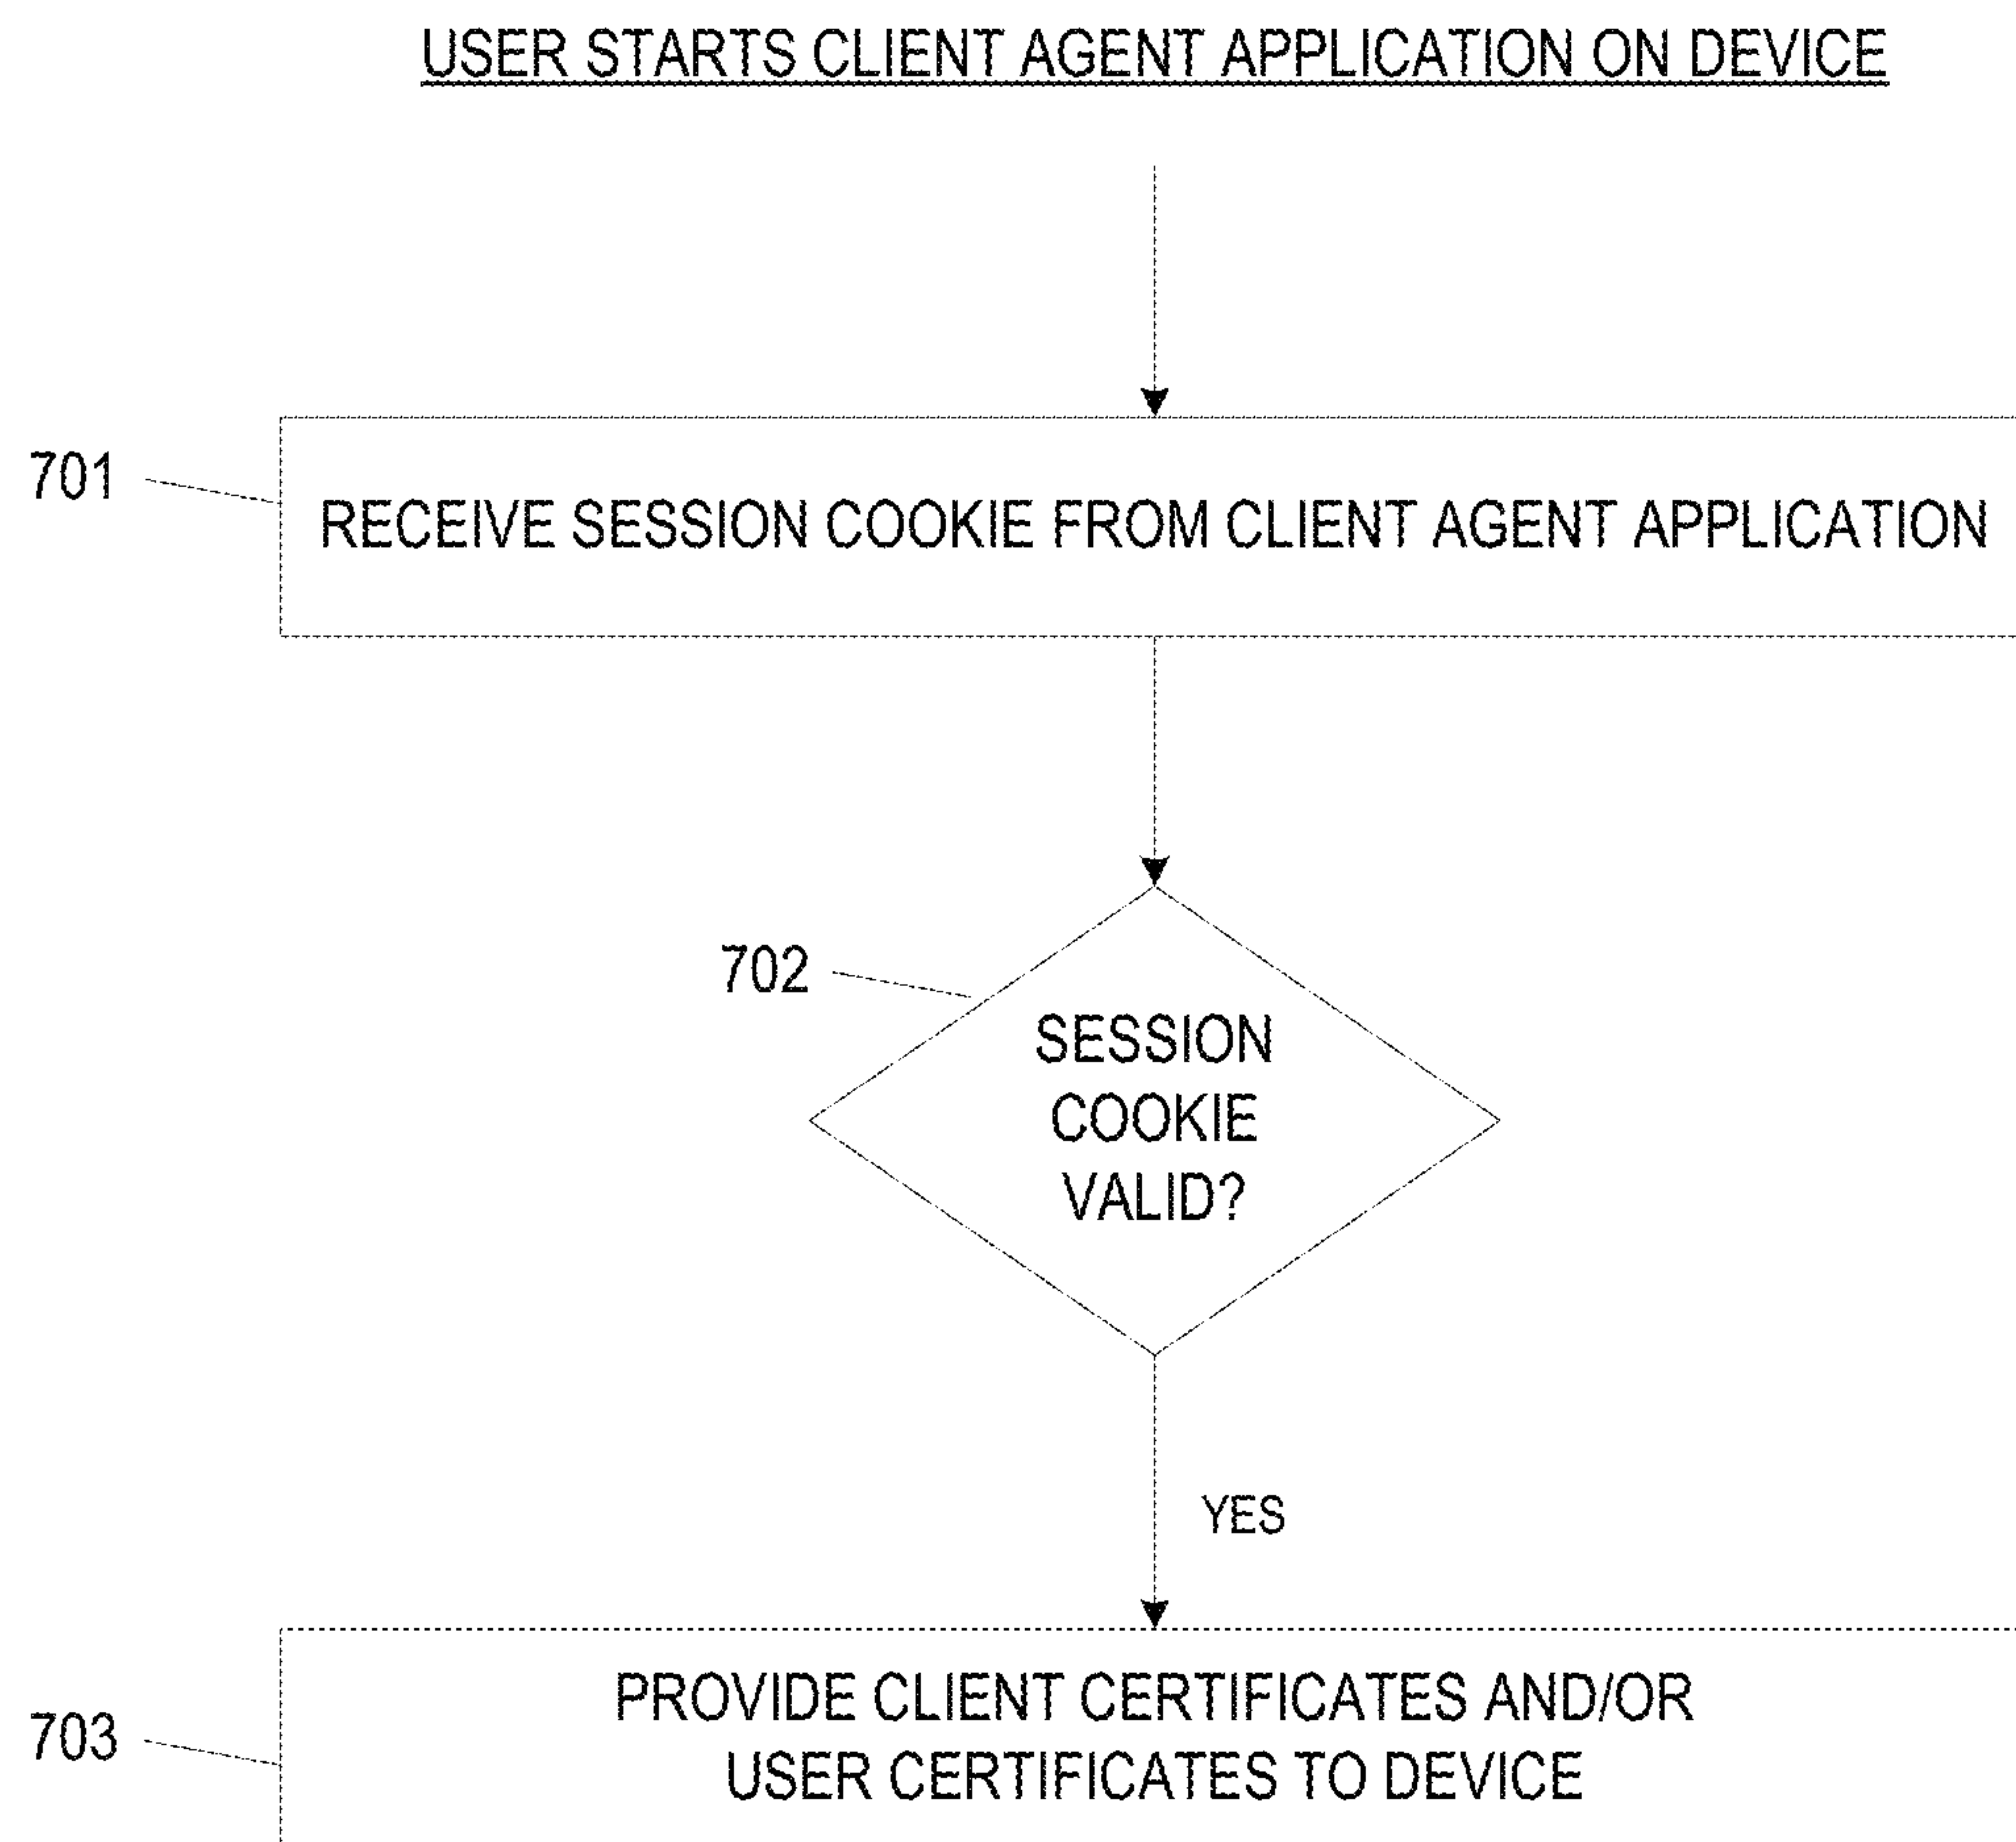 USER STARTS CLIENT AGENT APPLICATION ON DEVICE
701
RECEIVE SESSION COOKIE FROM CLIENT AGENT APPLICATION
702
SESSION
COOKIE
VALID?
YES
703
PROVIDE CLIENT CERTIFICATES AND/OR
USER CERTIFICATES TO DEVICE